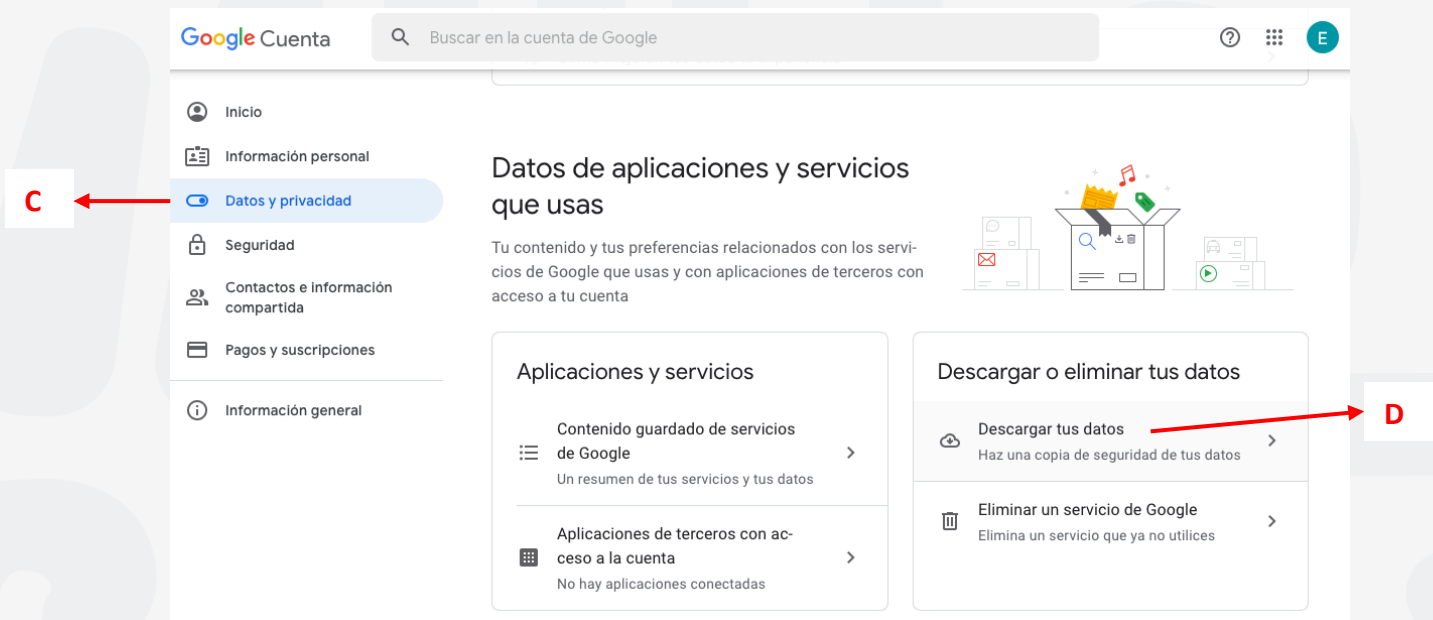 Google Cuenta
Buscar en la cuenta de Google
E
Inicio
Información personal
C
Datos y privacidad
Seguridad
Contactos e información
compartida
Pagos y suscripciones
Información general
Datos de aplicaciones y servicios
que usas
Tu contenido y tus preferencias relacionados con los servi-
cios de Google que usas y con aplicaciones de terceros con
acceso a tu cuenta
Aplicaciones y servicios
Contenido guardado de servicios
de Google
Un resumen de tus servicios y tus datos
Aplicaciones de terceros con ac-
ceso a la cuenta
No hay aplicaciones conectadas
Descargar o eliminar tus datos
Descargar tus datos
Haz una copia de seguridad de tus datos
D
Eliminar un servicio de Google
Elimina un servicio que ya no utilices